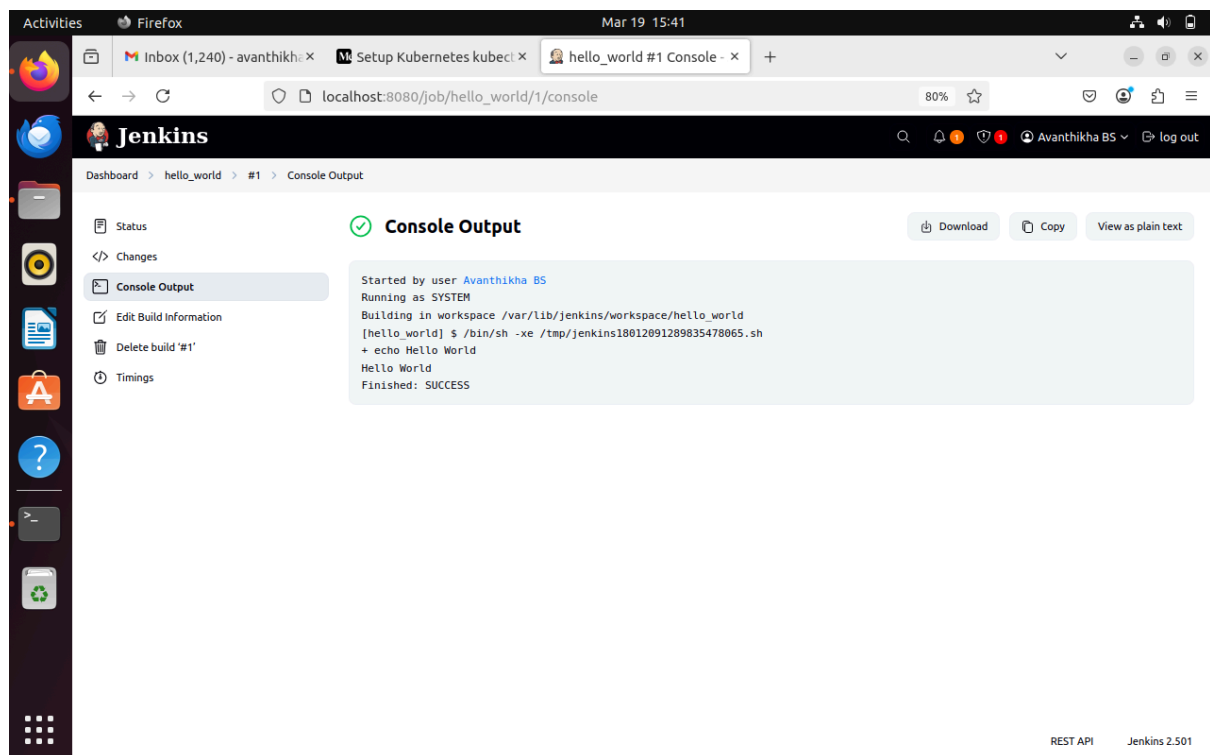 Activities Firefox Mar 19 15:41
Inbox (1,240) - avanthikha Setup Kubernetes kubect hello_world #1 Console -
localhost:8080/job/hello_world/1/console 80%
Jenkins 1 1 Avanthikha BS log out
Dashboard > hello_world > #1 > Console Output
Status
Changes
Console Output
Edit Build Information
Delete build '#1'
Timings
Console Output
Download Copy View as plain text
Started by user Avanthikha BS
Running as SYSTEM
Building in workspace /var/lib/jenkins/workspace/hello_world
[hello_world] $ /bin/sh -xe /tmp/jenkins18012091289835478065.sh
+ echo Hello World
Hello World
Finished: SUCCESS
REST API Jenkins 2.501